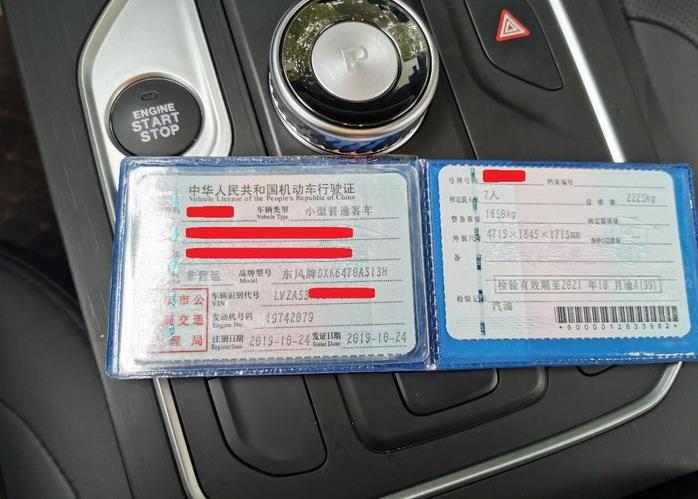 ENGINE
START
STOP
P
中华人民共和国机动车行驶证
Vehicle License of the People's Republic of China
号码 车辆类型 小型普通客车
Vehicle Type
非营运 品牌型号 东风牌DXK6470AS13H
Model
车辆识别代号 LVZA53
VIN
发动机号码 19742079
Engine No.
注册日期 2019-10-24 发证日期 2019-10-24
Register Date Issue Date
市公
局交
理 局
号牌号码 档案编号
核定载人数 7人 总质量 2225kg
整备质量 1658kg 核定载质量
外廓尺寸 4715×1845×1715mm
备
检验有效期至2021年10月渝A(99)
检验记录
汽油
*5000012633582*